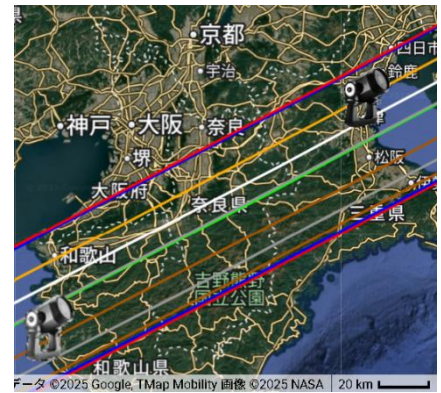 県
京都
宇治
四日市
鈴鹿
神戸
大阪
奈良
津
堺
松阪
大阪府
奈良県
三重県
和歌山
吉野熊野
国立公園
和歌山県
データ ©2025 Google, TMap Mobility 画像 ©2025 NASA
20 km